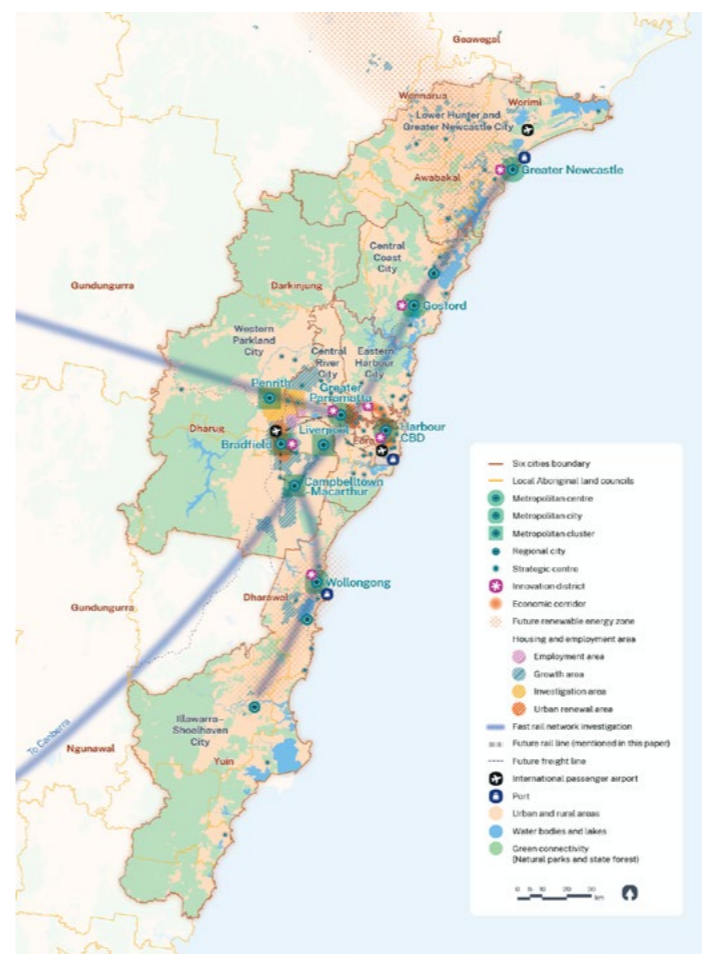 Geawegal
Wonnarua
Worimi
Lower Hunter and
Greater Newcastle City
Awabakal
Greater Newcastle
Central
Coast
City
Gundungurra
Darkinjung
Gosford
Western
Parkland
City
Central
River
City
Eastern
Harbour
City
Penrith
Greater
Parramatta
Dharug
Bradfield
Liverpool
Eora
Harbour
CBD
Campbelltown
-Macarthur
Wollongong
Dharawal
Gundungurra
To Canberra
Ngunawal
Illawarra-
Shoalhaven
City
Yuin
Six cities boundary
Local Aboriginal land councils
Metropolitan centre
Metropolitan city
Metropolitan cluster
Regional city
Strategic centre
Innovation district
Economic corridor
Future renewable energy zone
Housing and employment area
Employment area
Growth area
Investigation area
Urban renewal area
Fast rail network investigation
Future rail line (mentioned in this paper)
Future freight line
International passenger airport
Port
Urban and rural areas
Water bodies and lakes
Green connectivity
(Natural parks and state forest)
0 5 10 20 30
km